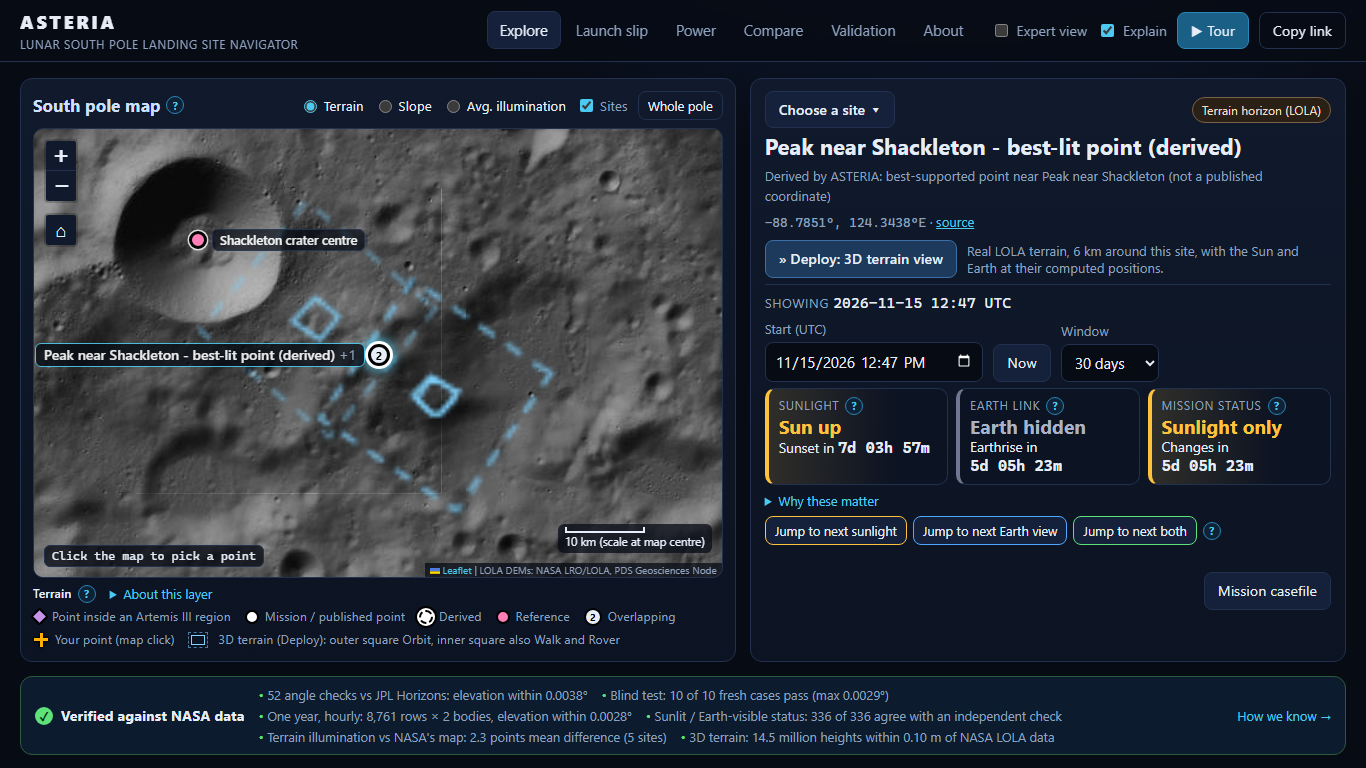 ASTERIA
LUNAR SOUTH POLE LANDING SITE NAVIGATOR
Explore
Launch slip
Power
Compare
Validation
About
Expert view
Explain
▶ Tour
Copy link
South pole map ?
Terrain
Slope
Avg. illumination
Sites
Whole pole
+
−
⌂
Shackleton crater centre
Peak near Shackleton - best-lit point (derived) +1
2
10 km (scale at map centre)
Click the map to pick a point
Leaflet | LOLA DEMs: NASA LRO/LOLA, PDS Geosciences Node
Terrain ? ▶ About this layer
Point inside an Artemis III region
Mission / published point
Derived
Reference
2 Overlapping
Your point (map click)
3D terrain (Deploy): outer square Orbit, inner square also Walk and Rover
Choose a site ▾
Terrain horizon (LOLA)
Peak near Shackleton - best-lit point (derived)
Derived by ASTERIA: best-supported point near Peak near Shackleton (not a published
coordinate)
−88.7851°, 124.3438°E · source
» Deploy: 3D terrain view
Real LOLA terrain, 6 km around this site, with the Sun and
Earth at their computed positions.
SHOWING 2026-11-15 12:47 UTC
Start (UTC)
Window
11/15/2026 12:47 PM
Now
30 days
SUNLIGHT ?
Sun up
Sunset in 7d 03h 57m
EARTH LINK ?
Earth hidden
Earthrise in
5d 05h 23m
MISSION STATUS ?
Sunlight only
Changes in
5d 05h 23m
▶ Why these matter
Jump to next sunlight
Jump to next Earth view
Jump to next both
?
Mission casefile
Verified against NASA data
• 52 angle checks vs JPL Horizons: elevation within 0.0038° • Blind test: 10 of 10 fresh cases pass (max 0.0029°)
• One year, hourly: 8,761 rows × 2 bodies, elevation within 0.0028° • Sunlit / Earth-visible status: 336 of 336 agree with an independent check
• Terrain illumination vs NASA's map: 2.3 points mean difference (5 sites) • 3D terrain: 14.5 million heights within 0.10 m of NASA LOLA data
How we know →